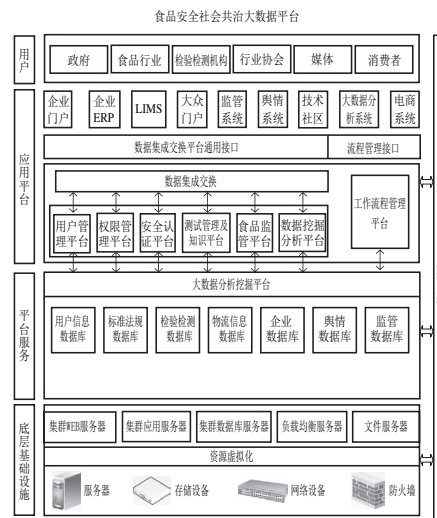 食品安全社会共治大数据平台
用户
政府
食品行业
检验检测机构
行业协会
媒体
消费者
应用平台
企业
门户
企业
ERP
LIMS
大众
门户
监管
系统
舆情
系统
技术
社区
大数据分
析系统
电商
系统
数据集成交换平台通用接口
流程管理接口
数据集成交换
用户管
理平台
权限管
理平台
安全认
证平台
测试管理及
知识平台
食品监
管平台
数据挖掘
分析平台
工作流程管理
平台
平台服务
大数据分析挖掘平台
用户信息
数据库
标准法规
数据库
检验检测
数据库
物流信息
数据库
企业
数据库
舆情
数据库
监管
数据库
底层基础设施
集群WEB服务器
集群应用服务器
集群数据库服务器
负载均衡服务器
文件服务器
资源虚拟化
服务器
存储设备
网络设备
防火墙